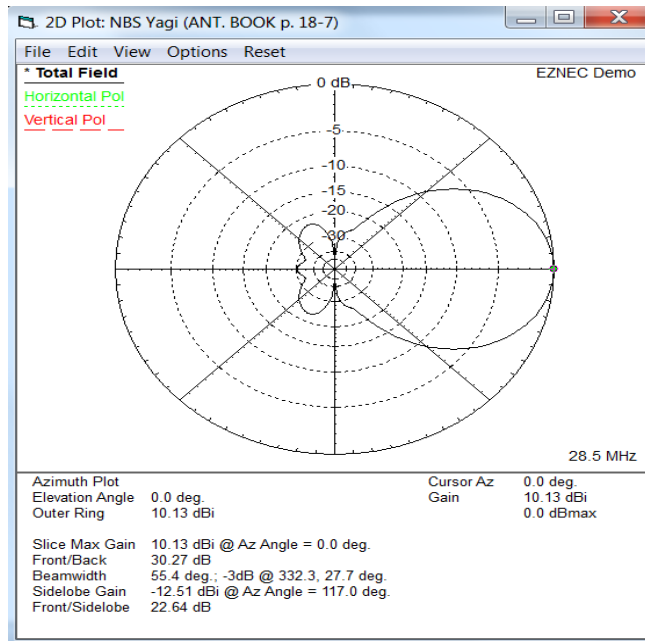 2D Plot: NBS Yagi (ANT. BOOK p. 18-7)
File Edit View Options Reset
* Total Field
EZNEC Demo
Horizontal Pol
Vertical Pol
0 dB
-5
-10
-15
-20
-30
28.5 MHz
Azimuth Plot
Cursor Az 0.0 deg.
Elevation Angle 0.0 deg.
Gain 10.13 dBi
Outer Ring 10.13 dBi
0.0 dBmax
Slice Max Gain 10.13 dBi @ Az Angle = 0.0 deg.
Front/Back 30.27 dB
Beamwidth 55.4 deg.; -3dB @ 332.3, 27.7 deg.
Sidelobe Gain -12.51 dBi @ Az Angle = 117.0 deg.
Front/Sidelobe 22.64 dB